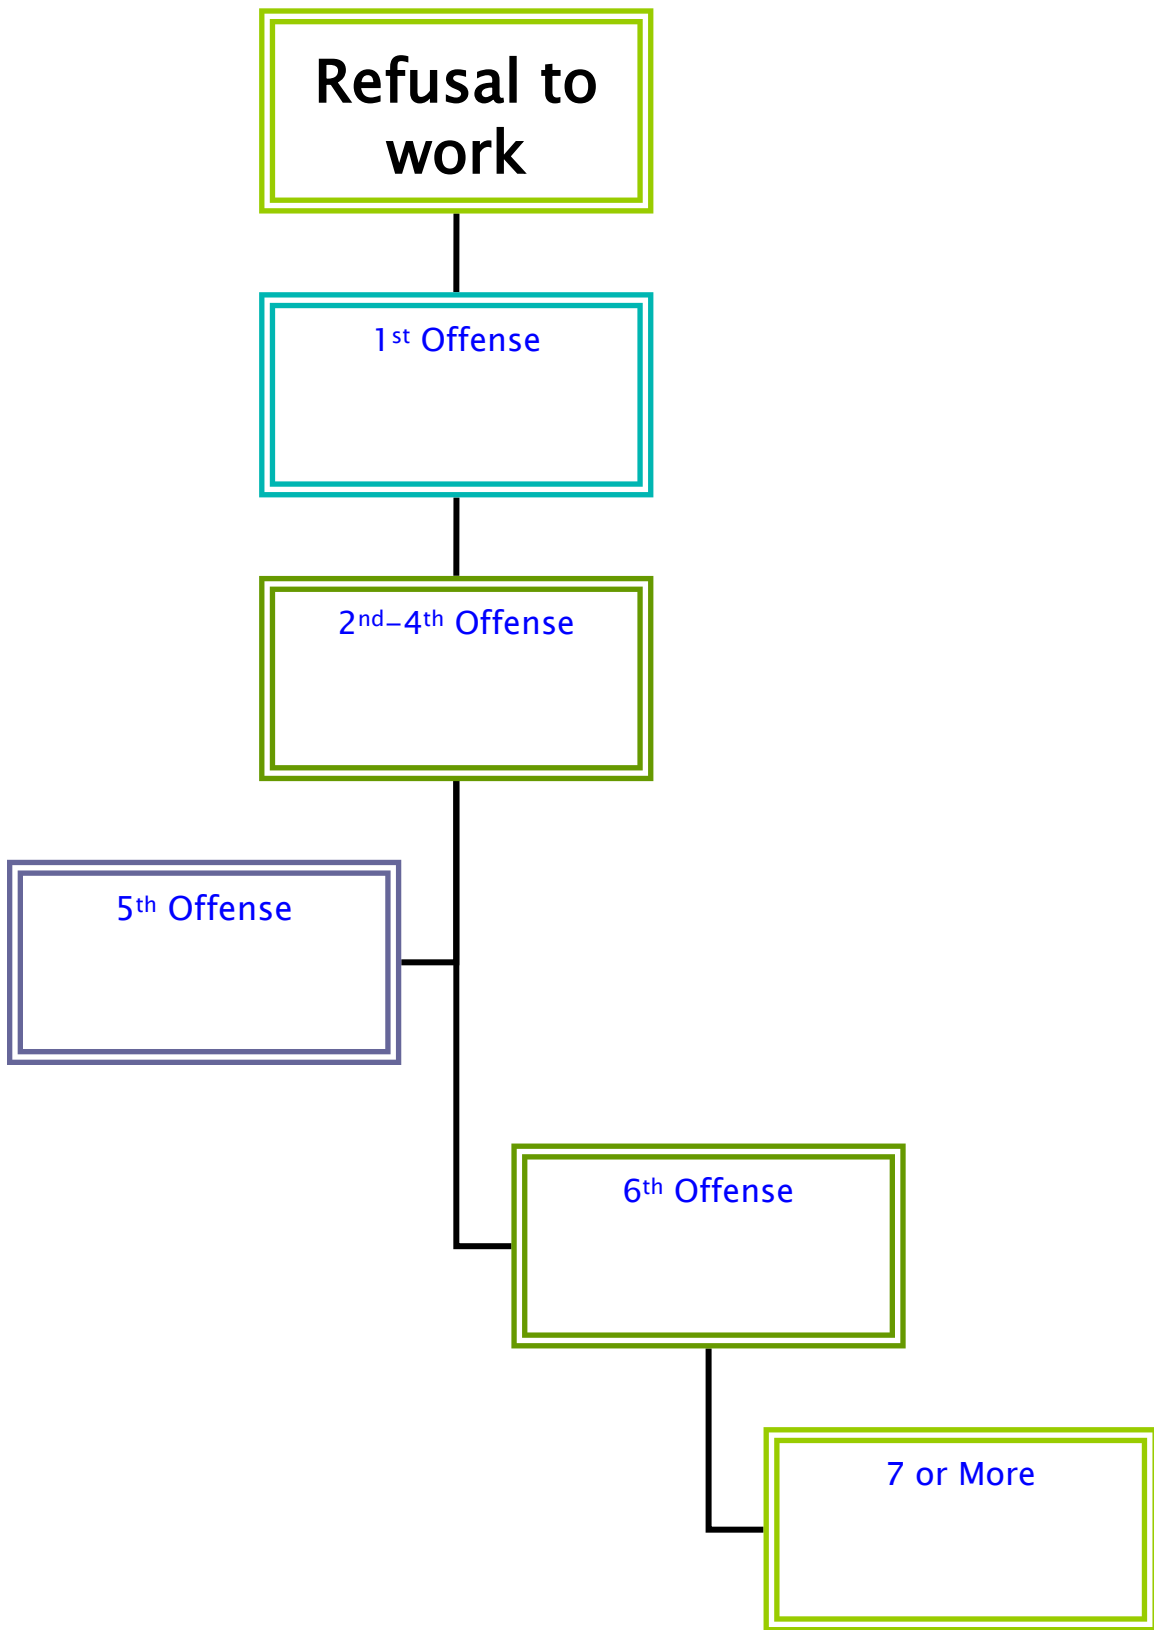 Refusal to
work
1st Offense
2nd–4th Offense
5th Offense
6th Offense
7 or More